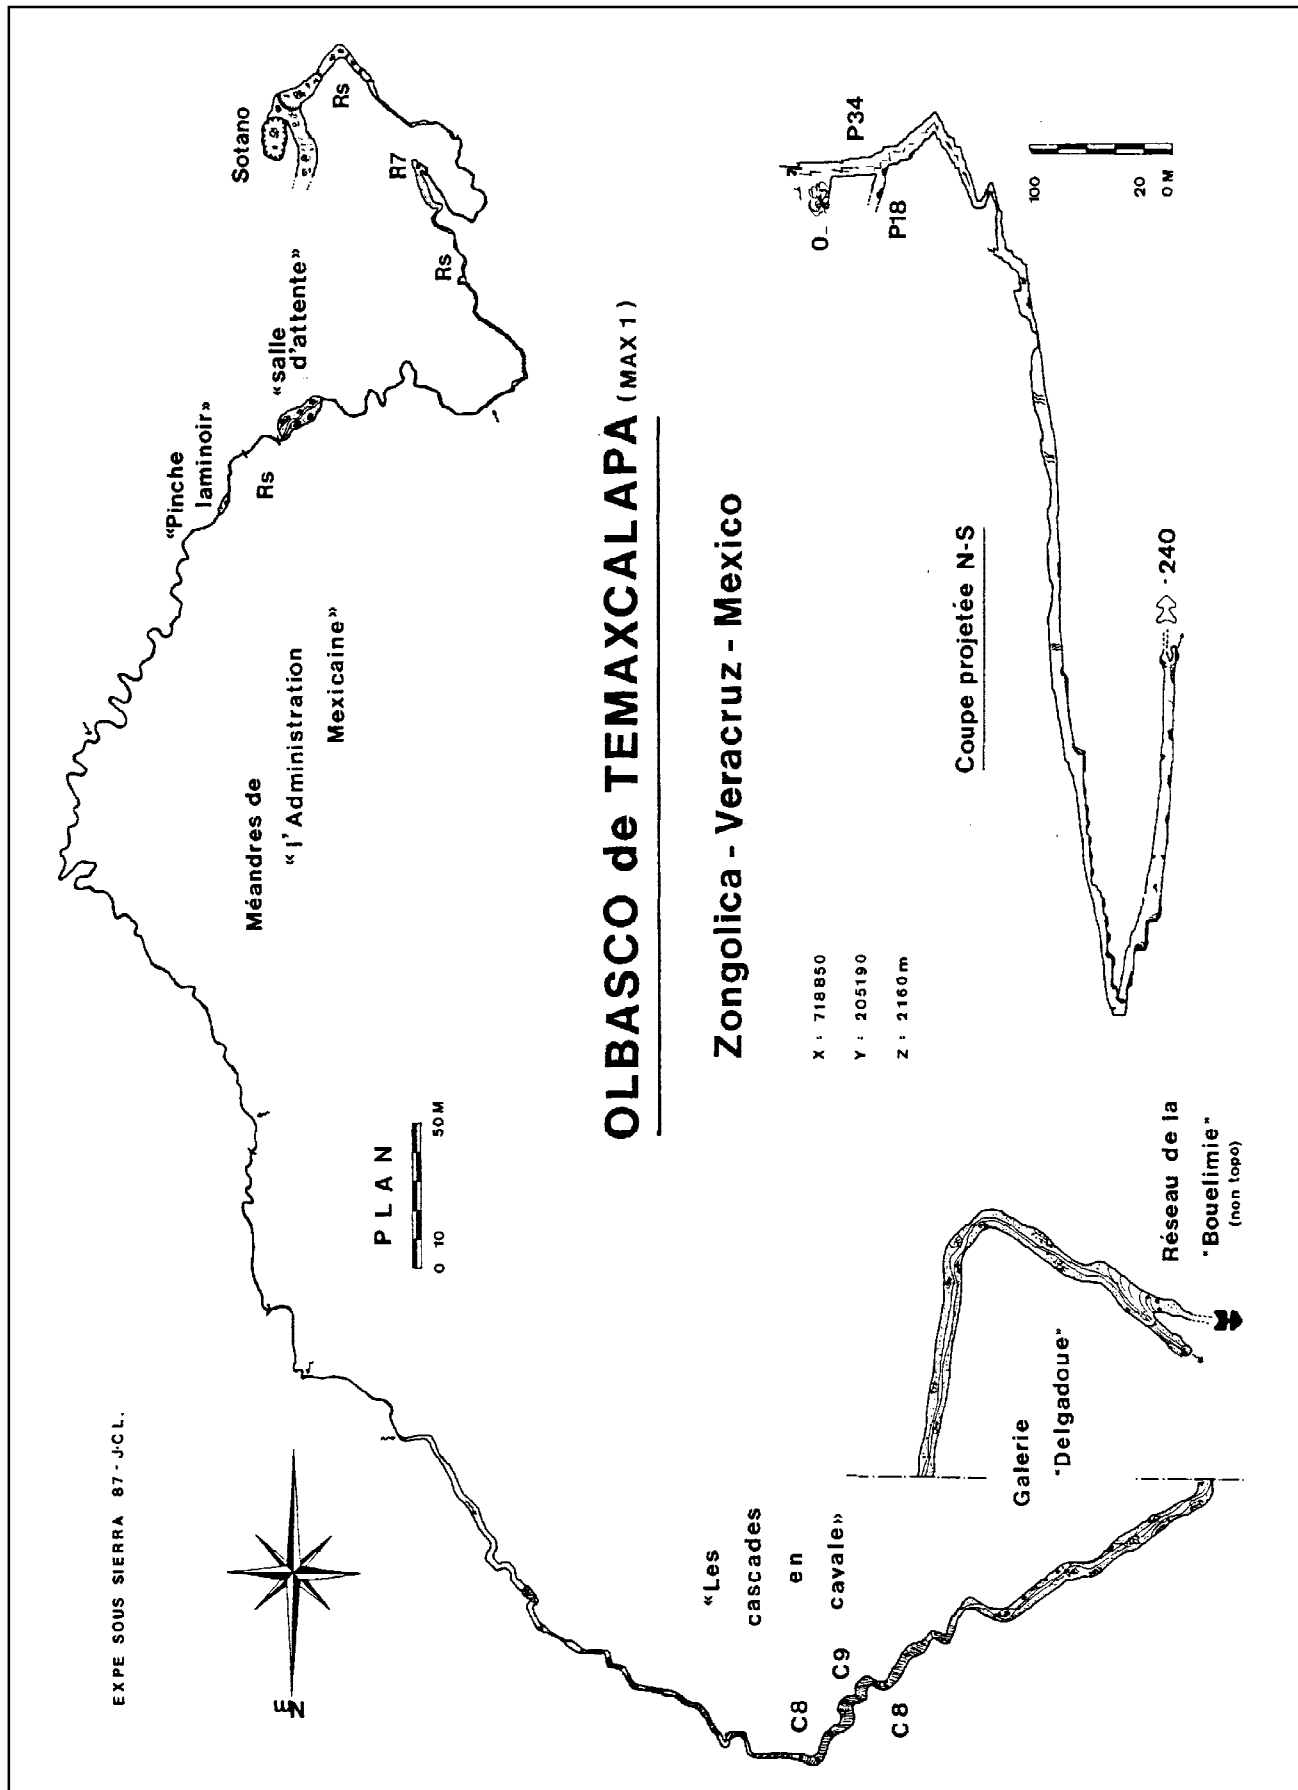 Sotano
Rs
R7
Rs
«salle
d'attente»
«Pinche
laminoir»
Rs
Méandres de
"l'Administration
Mexicaine»
OLBASCO de TEMAXCALAPA (MAX 1)
Zongolica - Veracruz - Mexico
X : 718850
Y : 205190
Z : 2160m
PLAN
0 10 50M
EXPE SOUS SIERRA 87 - J.C.L.
«Les
cascades
en
cavale»
C8
C9
C8
Galerie
"Delgadoue"
Réseau de la
"Bouelimie"
(non topo)
Coupe projetée N-S
0
P34
P18
100
20
0 M
-240